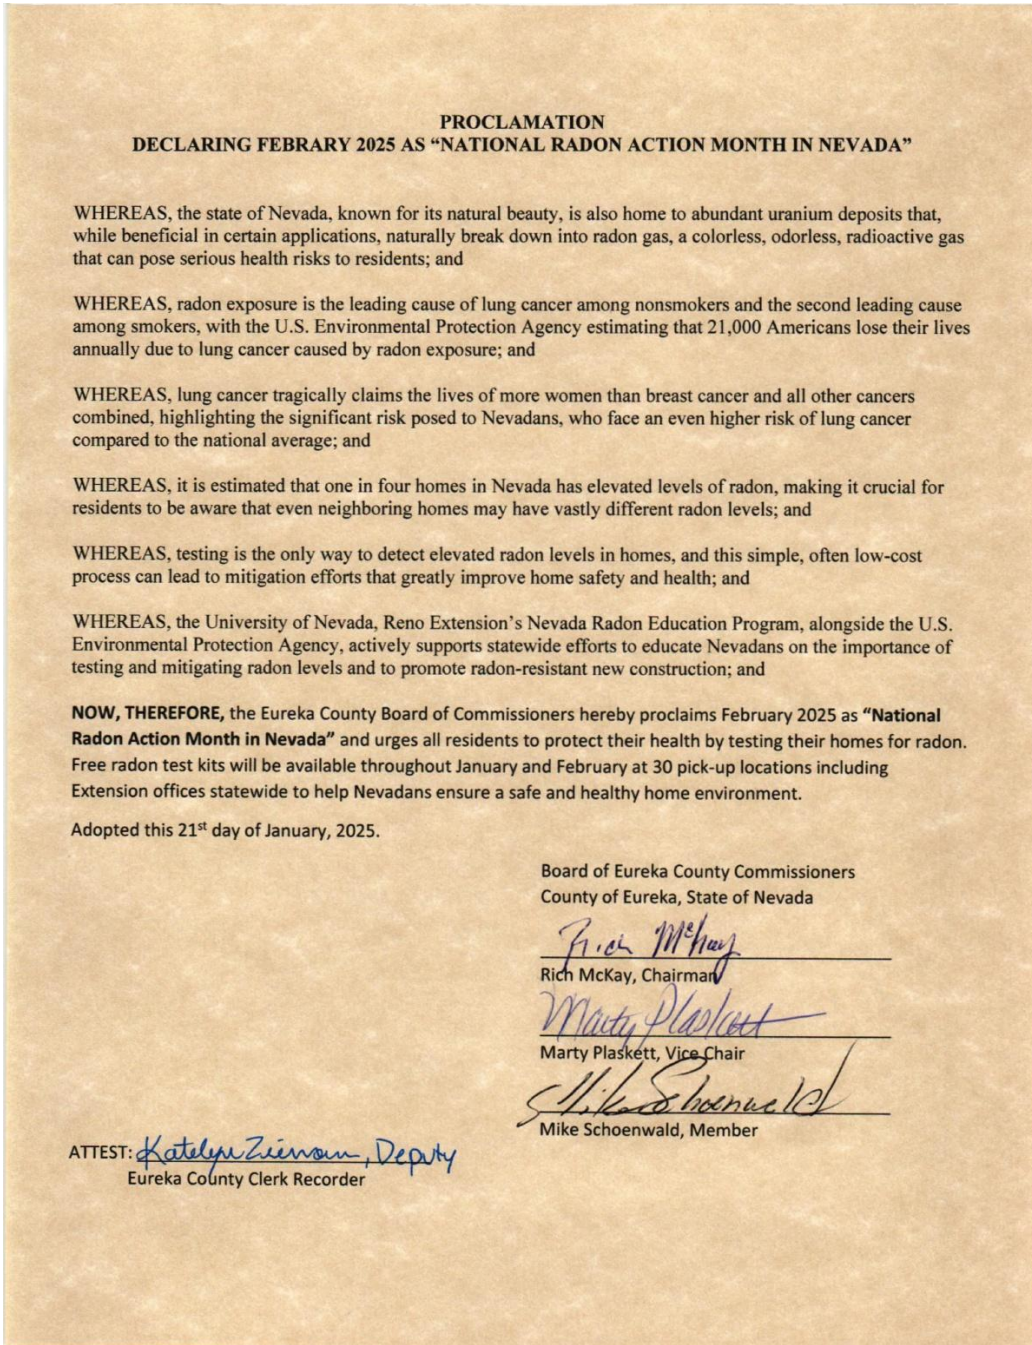 PROCLAMATION
DECLARING FEBRARY 2025 AS “NATIONAL RADON ACTION MONTH IN NEVADA”
WHEREAS, the state of Nevada, known for its natural beauty, is also home to abundant uranium deposits that,
while beneficial in certain applications, naturally break down into radon gas, a colorless, odorless, radioactive gas
that can pose serious health risks to residents; and
WHEREAS, radon exposure is the leading cause of lung cancer among nonsmokers and the second leading cause
among smokers, with the U.S. Environmental Protection Agency estimating that 21,000 Americans lose their lives
annually due to lung cancer caused by radon exposure; and
WHEREAS, lung cancer tragically claims the lives of more women than breast cancer and all other cancers
combined, highlighting the significant risk posed to Nevadans, who face an even higher risk of lung cancer
compared to the national average; and
WHEREAS, it is estimated that one in four homes in Nevada has elevated levels of radon, making it crucial for
residents to be aware that even neighboring homes may have vastly different radon levels; and
WHEREAS, testing is the only way to detect elevated radon levels in homes, and this simple, often low-cost
process can lead to mitigation efforts that greatly improve home safety and health; and
WHEREAS, the University of Nevada, Reno Extension’s Nevada Radon Education Program, alongside the U.S.
Environmental Protection Agency, actively supports statewide efforts to educate Nevadans on the importance of
testing and mitigating radon levels and to promote radon-resistant new construction; and
NOW, THEREFORE, the Eureka County Board of Commissioners hereby proclaims February 2025 as “National
Radon Action Month in Nevada” and urges all residents to protect their health by testing their homes for radon.
Free radon test kits will be available throughout January and February at 30 pick-up locations including
Extension offices statewide to help Nevadans ensure a safe and healthy home environment.
Adopted this 21st day of January, 2025.
Board of Eureka County Commissioners
County of Eureka, State of Nevada
Rich McKay
Rich McKay, Chairman
Marty Plaskett
Marty Plaskett, Vice Chair
Mike Schoenwald
Mike Schoenwald, Member
ATTEST: Katelyn , Deputy
Eureka County Clerk Recorder